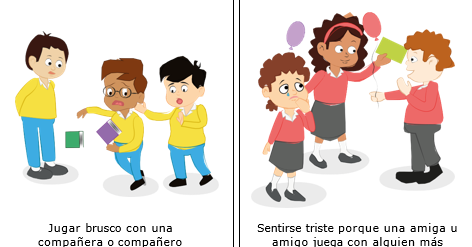 Jugar brusco con una
compañera o compañero
Sentirse triste porque una amiga u
amigo juega con alguien más